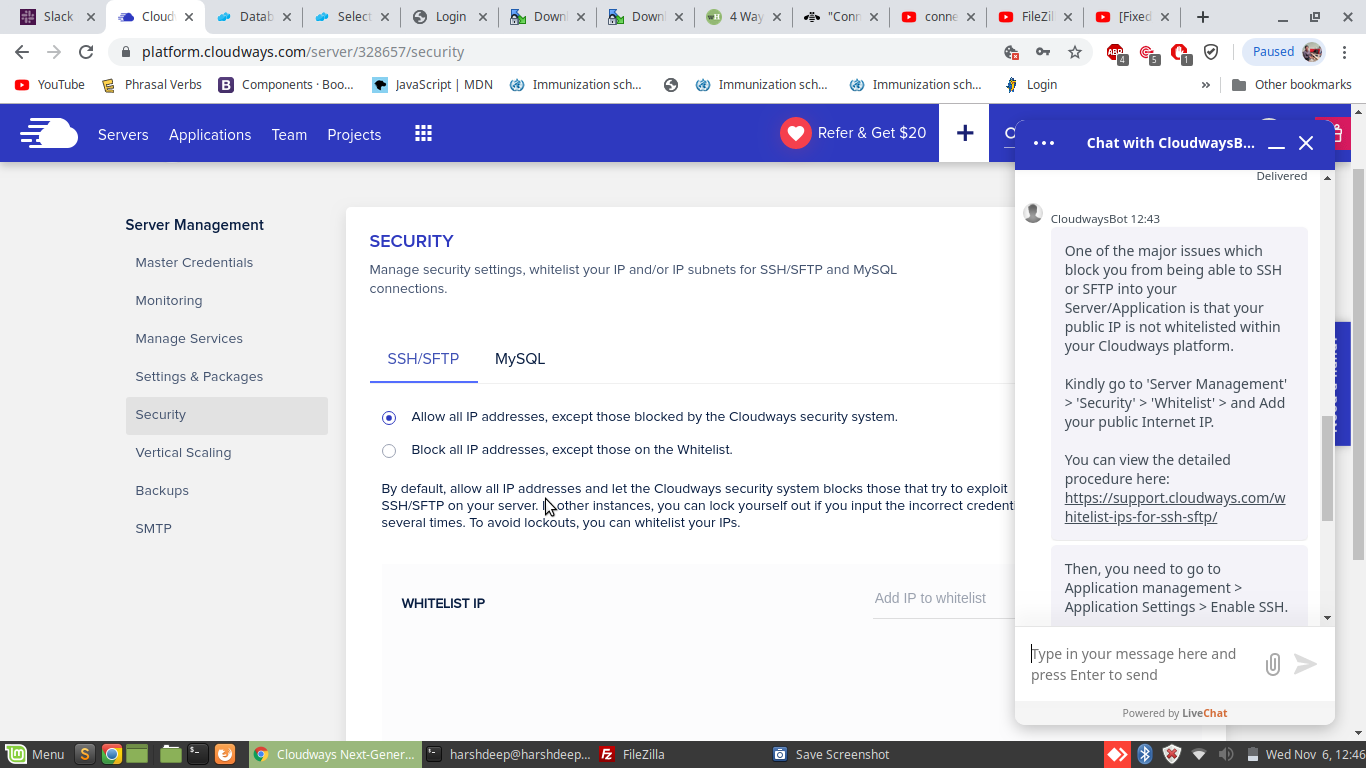 Slack
Cloud
Datab
Select
Login
Downl
Downl
4 Way
"Conn
conne
FileZil
[Fixed
platform.cloudways.com/server/328657/security
ABP
4
5
1
Paused
YouTube
Phrasal Verbs
Components · Boo...
JavaScript | MDN
Immunization sch...
Immunization sch...
Immunization sch...
Login
»
Other bookmarks
Servers
Applications
Team
Projects
Refer & Get $20
Chat with CloudwaysB...
Delivered
Server Management
Master Credentials
Monitoring
Manage Services
Settings & Packages
Security
Vertical Scaling
Backups
SMTP
SECURITY
Manage security settings, whitelist your IP and/or IP subnets for SSH/SFTP and MySQL
connections.
SSH/SFTP
MySQL
Allow all IP addresses, except those blocked by the Cloudways security system.
Block all IP addresses, except those on the Whitelist.
By default, allow all IP addresses and let the Cloudways security system blocks those that try to exploit
SSH/SFTP on your server. In other instances, you can lock yourself out if you input the incorrect credent
several times. To avoid lockouts, you can whitelist your IPs.
WHITELIST IP
Add IP to whitelist
CloudwaysBot 12:43
One of the major issues which
block you from being able to SSH
or SFTP into your
Server/Application is that your
public IP is not whitelisted within
your Cloudways platform.
Kindly go to 'Server Management'
> 'Security' > 'Whitelist' > and Add
your public Internet IP.
You can view the detailed
procedure here:
https://support.cloudways.com/w
hitelist-ips-for-ssh-sftp/
Then, you need to go to
Application management >
Application Settings > Enable SSH.
Type in your message here and
press Enter to send
Powered by LiveChat
Menu
Cloudways Next-Gener...
harshdeep@harshdeep...
FileZilla
Save Screenshot
Wed Nov 6, 12:46